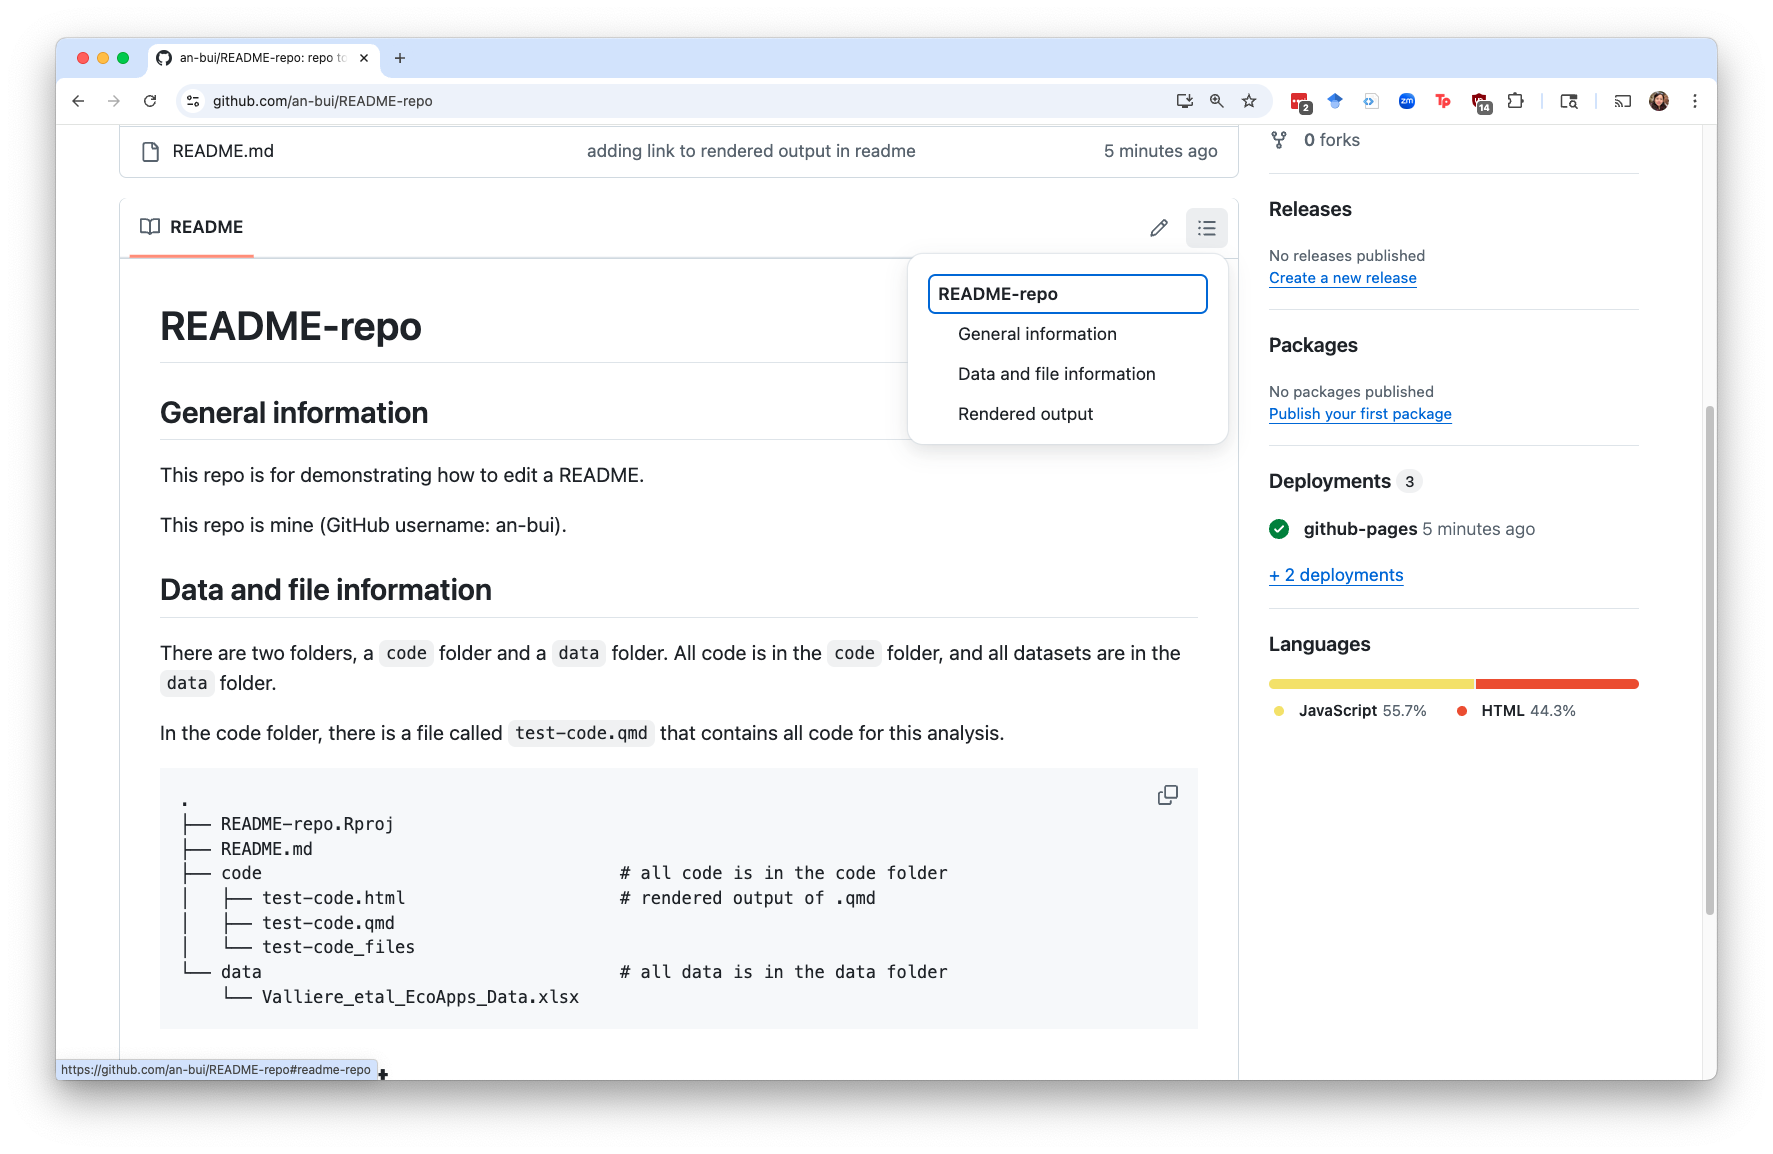 an-bui/README-repo: repo to
github.com/an-bui/README-repo
2
zm
Tp
14
README.md adding link to rendered output in readme 5 minutes ago
README
README-repo
General information
Data and file information
Rendered output
README-repo
General information
This repo is for demonstrating how to edit a README.
This repo is mine (GitHub username: an-bui).
Data and file information
There are two folders, a code folder and a data folder. All code is in the code folder, and all datasets are in the
data folder.
In the code folder, there is a file called test-code.qmd that contains all code for this analysis.
.
├── README-repo.Rproj
├── README.md
├── code # all code is in the code folder
│   ├── test-code.html # rendered output of .qmd
│   ├── test-code.qmd
│   └── test-code_files
└── data # all data is in the data folder
    └── Valliere_etal_EcoApps_Data.xlsx
https://github.com/an-bui/README-repo#readme-repo
0 forks
Releases
No releases published
Create a new release
Packages
No packages published
Publish your first package
Deployments 3
github-pages 5 minutes ago
+ 2 deployments
Languages
JavaScript 55.7% HTML 44.3%